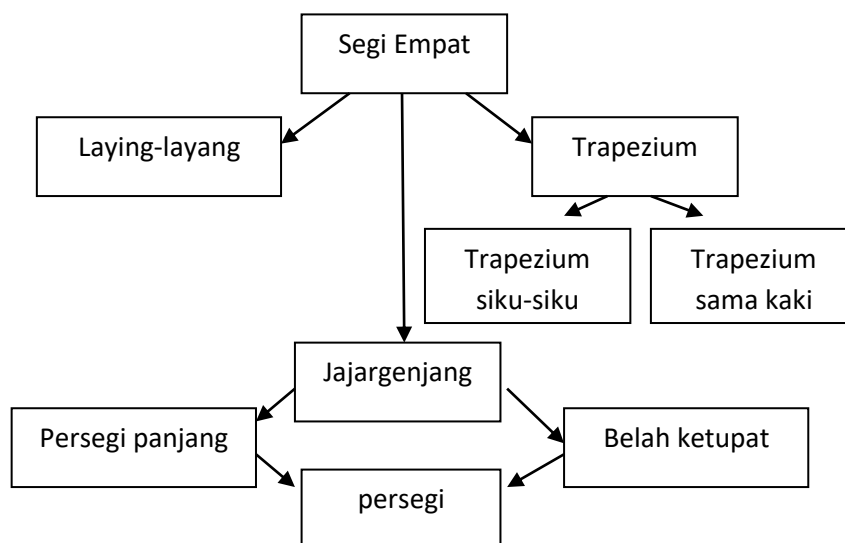 Segi Empat
Laying-layang
Trapezium
Trapezium
siku-siku
Trapezium
sama kaki
Jajargenjang
Persegi panjang
Belah ketupat
persegi